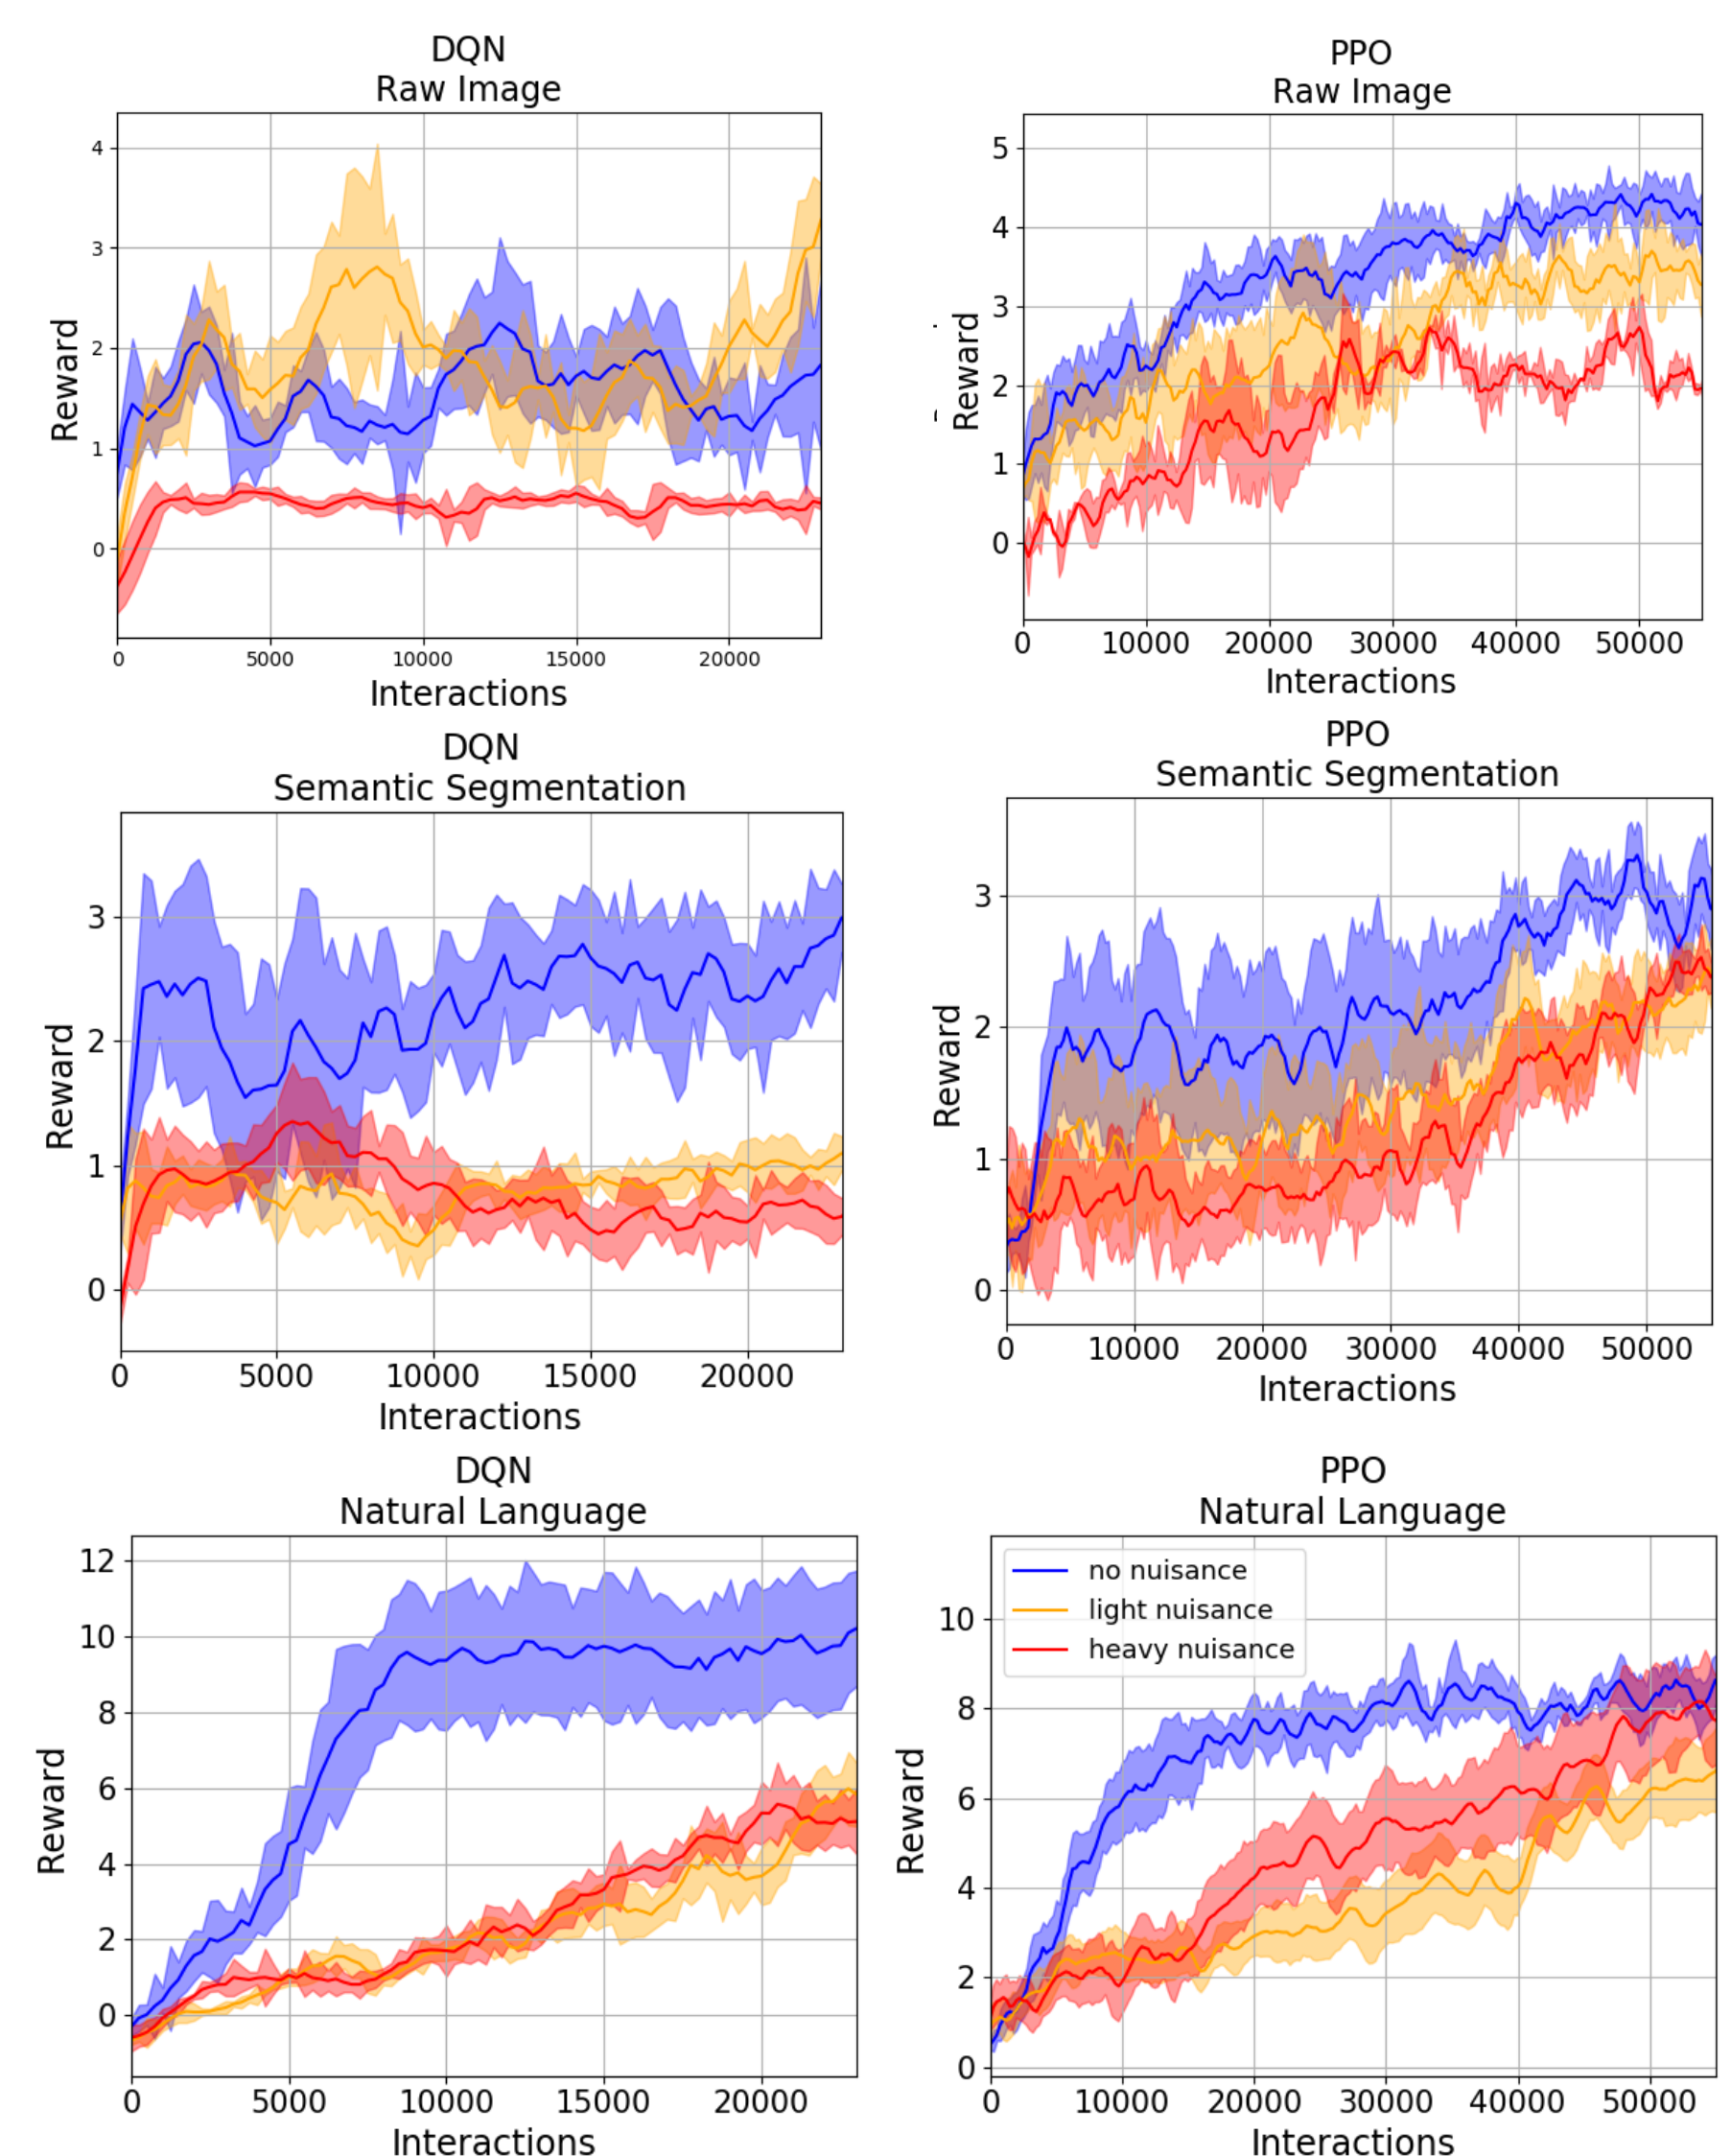 DQN
Raw Image
4
3
2
1
0
Reward
0 5000 10000 15000 20000
Interactions
PPO
Raw Image
5
4
3
2
1
0
Reward
0 10000 20000 30000 40000 50000
Interactions
DQN
Semantic Segmentation
3
2
1
0
Reward
0 5000 10000 15000 20000
Interactions
PPO
Semantic Segmentation
3
2
1
0
Reward
0 10000 20000 30000 40000 50000
Interactions
DQN
Natural Language
12
10
8
6
4
2
0
Reward
0 5000 10000 15000 20000
Interactions
PPO
Natural Language
no nuisance
light nuisance
heavy nuisance
10
8
6
4
2
0
Reward
0 10000 20000 30000 40000 50000
Interactions